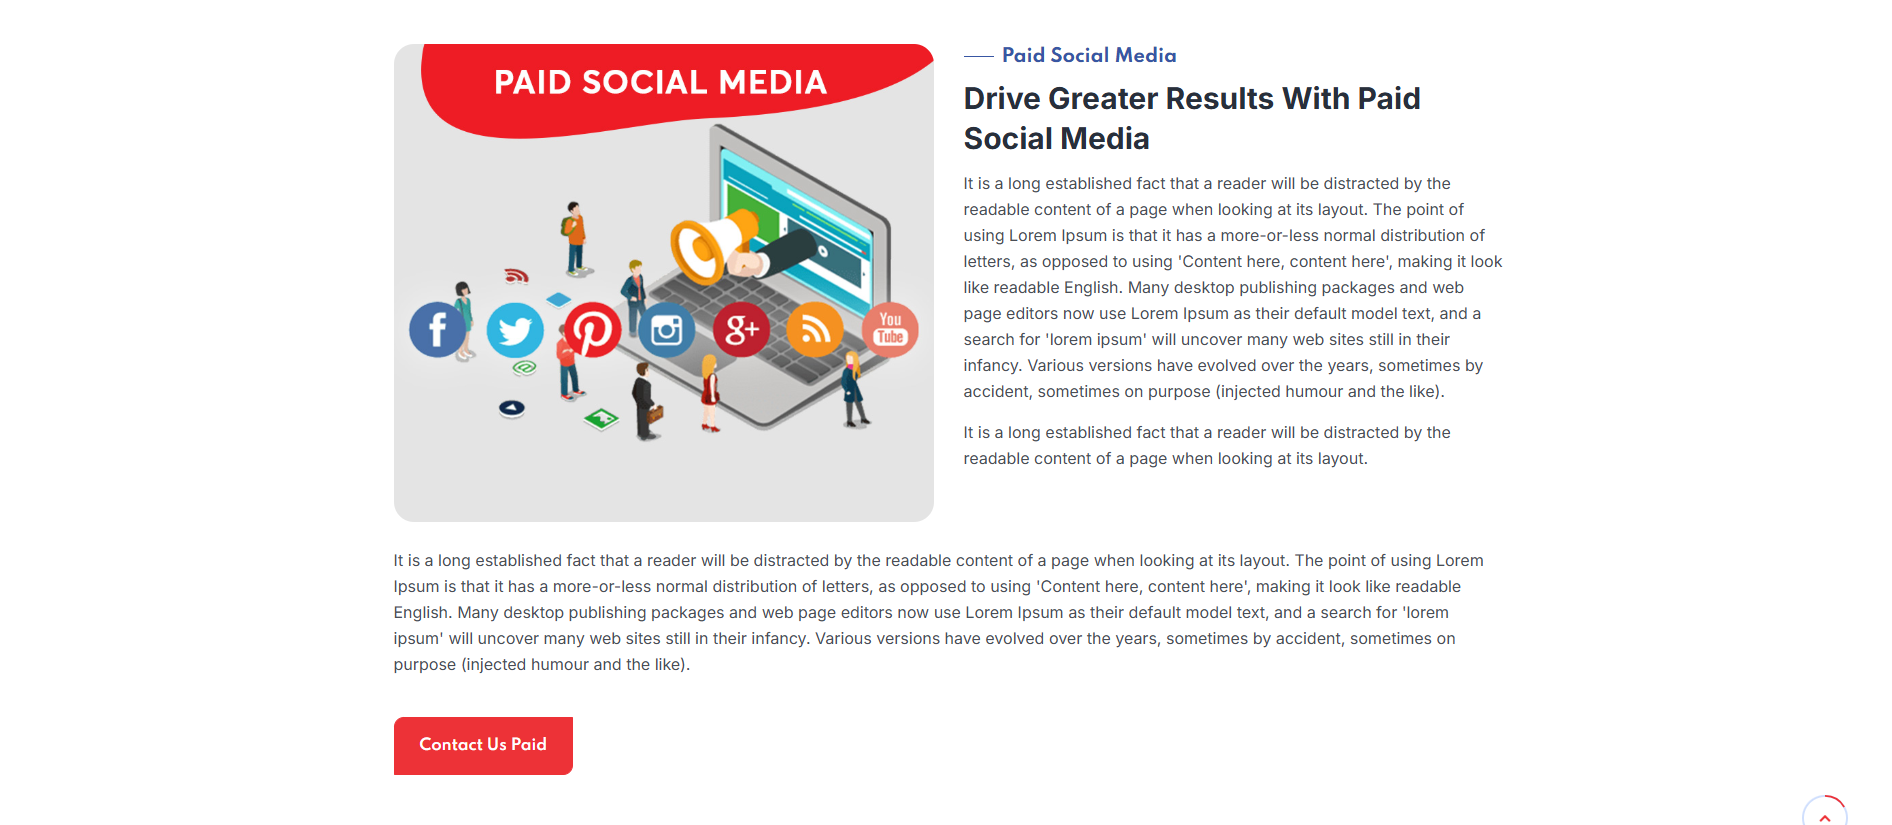 PAID SOCIAL MEDIA
f
g+
You
Tube
Paid Social Media
Drive Greater Results With Paid
Social Media
It is a long established fact that a reader will be distracted by the
readable content of a page when looking at its layout. The point of
using Lorem Ipsum is that it has a more-or-less normal distribution of
letters, as opposed to using 'Content here, content here', making it look
like readable English. Many desktop publishing packages and web
page editors now use Lorem Ipsum as their default model text, and a
search for 'lorem ipsum' will uncover many web sites still in their
infancy. Various versions have evolved over the years, sometimes by
accident, sometimes on purpose (injected humour and the like).
It is a long established fact that a reader will be distracted by the
readable content of a page when looking at its layout.
It is a long established fact that a reader will be distracted by the readable content of a page when looking at its layout. The point of using Lorem
Ipsum is that it has a more-or-less normal distribution of letters, as opposed to using 'Content here, content here', making it look like readable
English. Many desktop publishing packages and web page editors now use Lorem Ipsum as their default model text, and a search for 'lorem
ipsum' will uncover many web sites still in their infancy. Various versions have evolved over the years, sometimes by accident, sometimes on
purpose (injected humour and the like).
Contact Us Paid